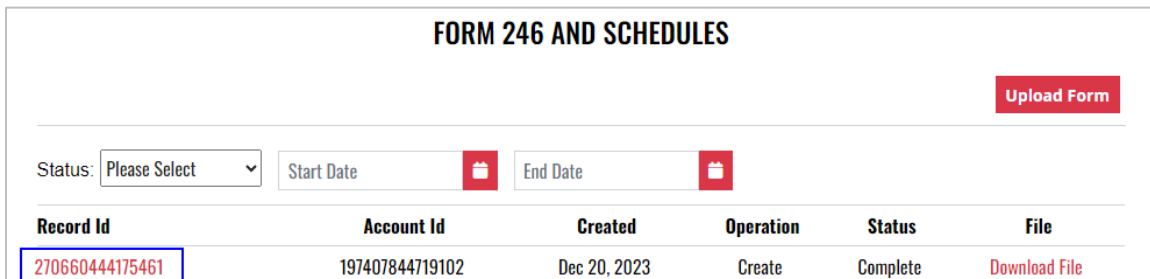 FORM 246 AND SCHEDULES
Upload Form
Status: Please Select Start Date End Date
Record Id Account Id Created Operation Status File
270660444175461 197407844719102 Dec 20, 2023 Create Complete Download File